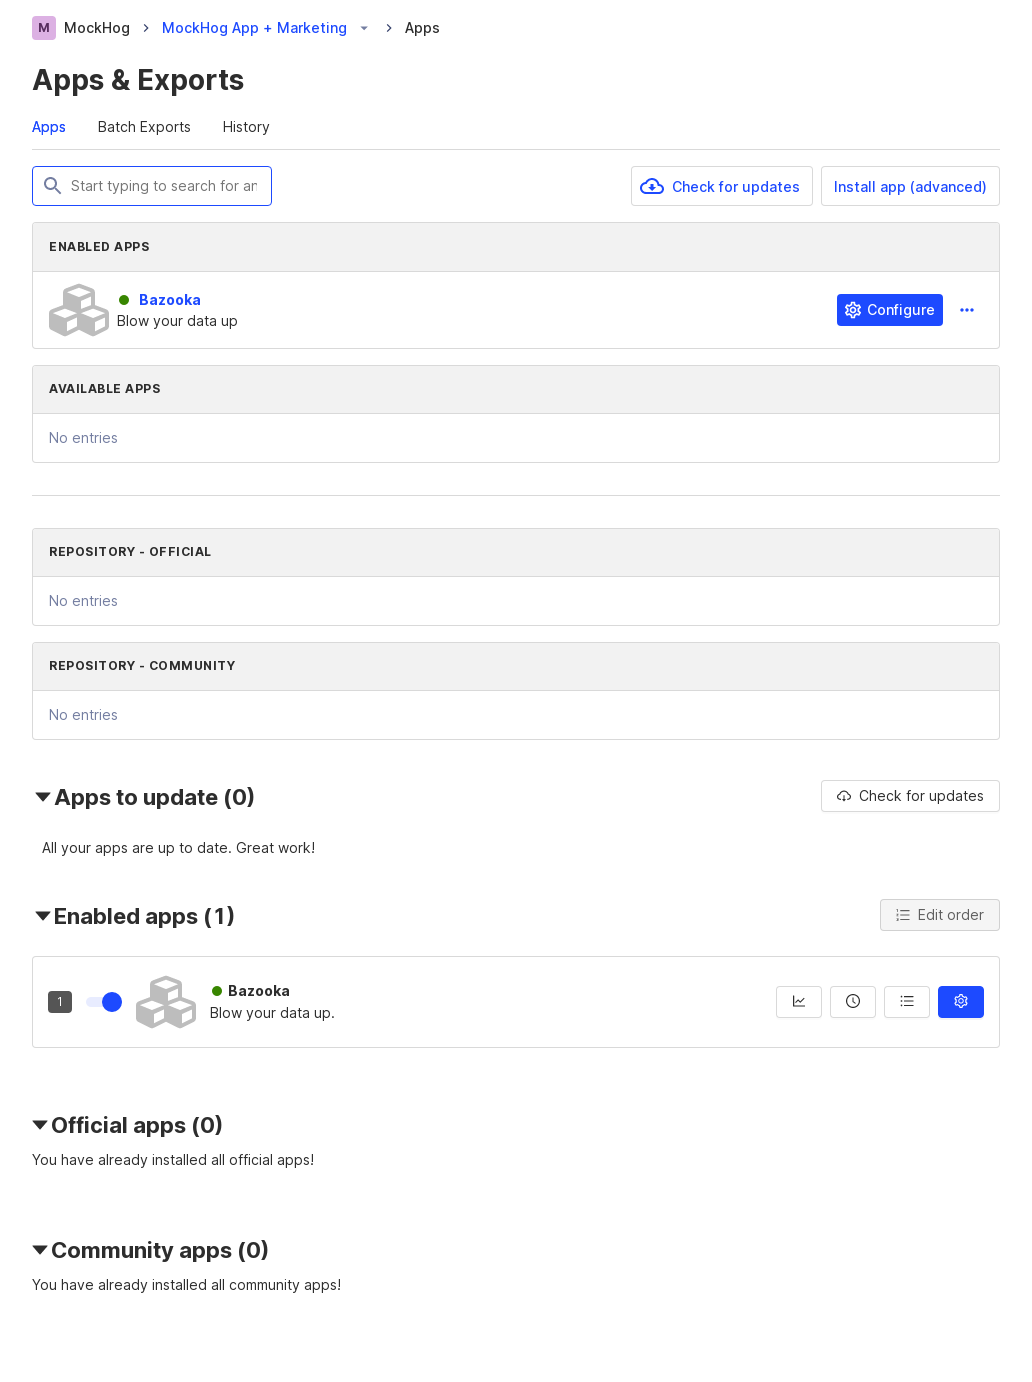 M MockHog > MockHog App + Marketing > Apps
Apps & Exports
Apps Batch Exports History
Start typing to search for an
Check for updates
Install app (advanced)
ENABLED APPS
Bazooka
Blow your data up
Configure
AVAILABLE APPS
No entries
REPOSITORY - OFFICIAL
No entries
REPOSITORY - COMMUNITY
No entries
Apps to update (0)
Check for updates
All your apps are up to date. Great work!
Enabled apps (1)
Edit order
1
Bazooka
Blow your data up.
Official apps (0)
You have already installed all official apps!
Community apps (0)
You have already installed all community apps!